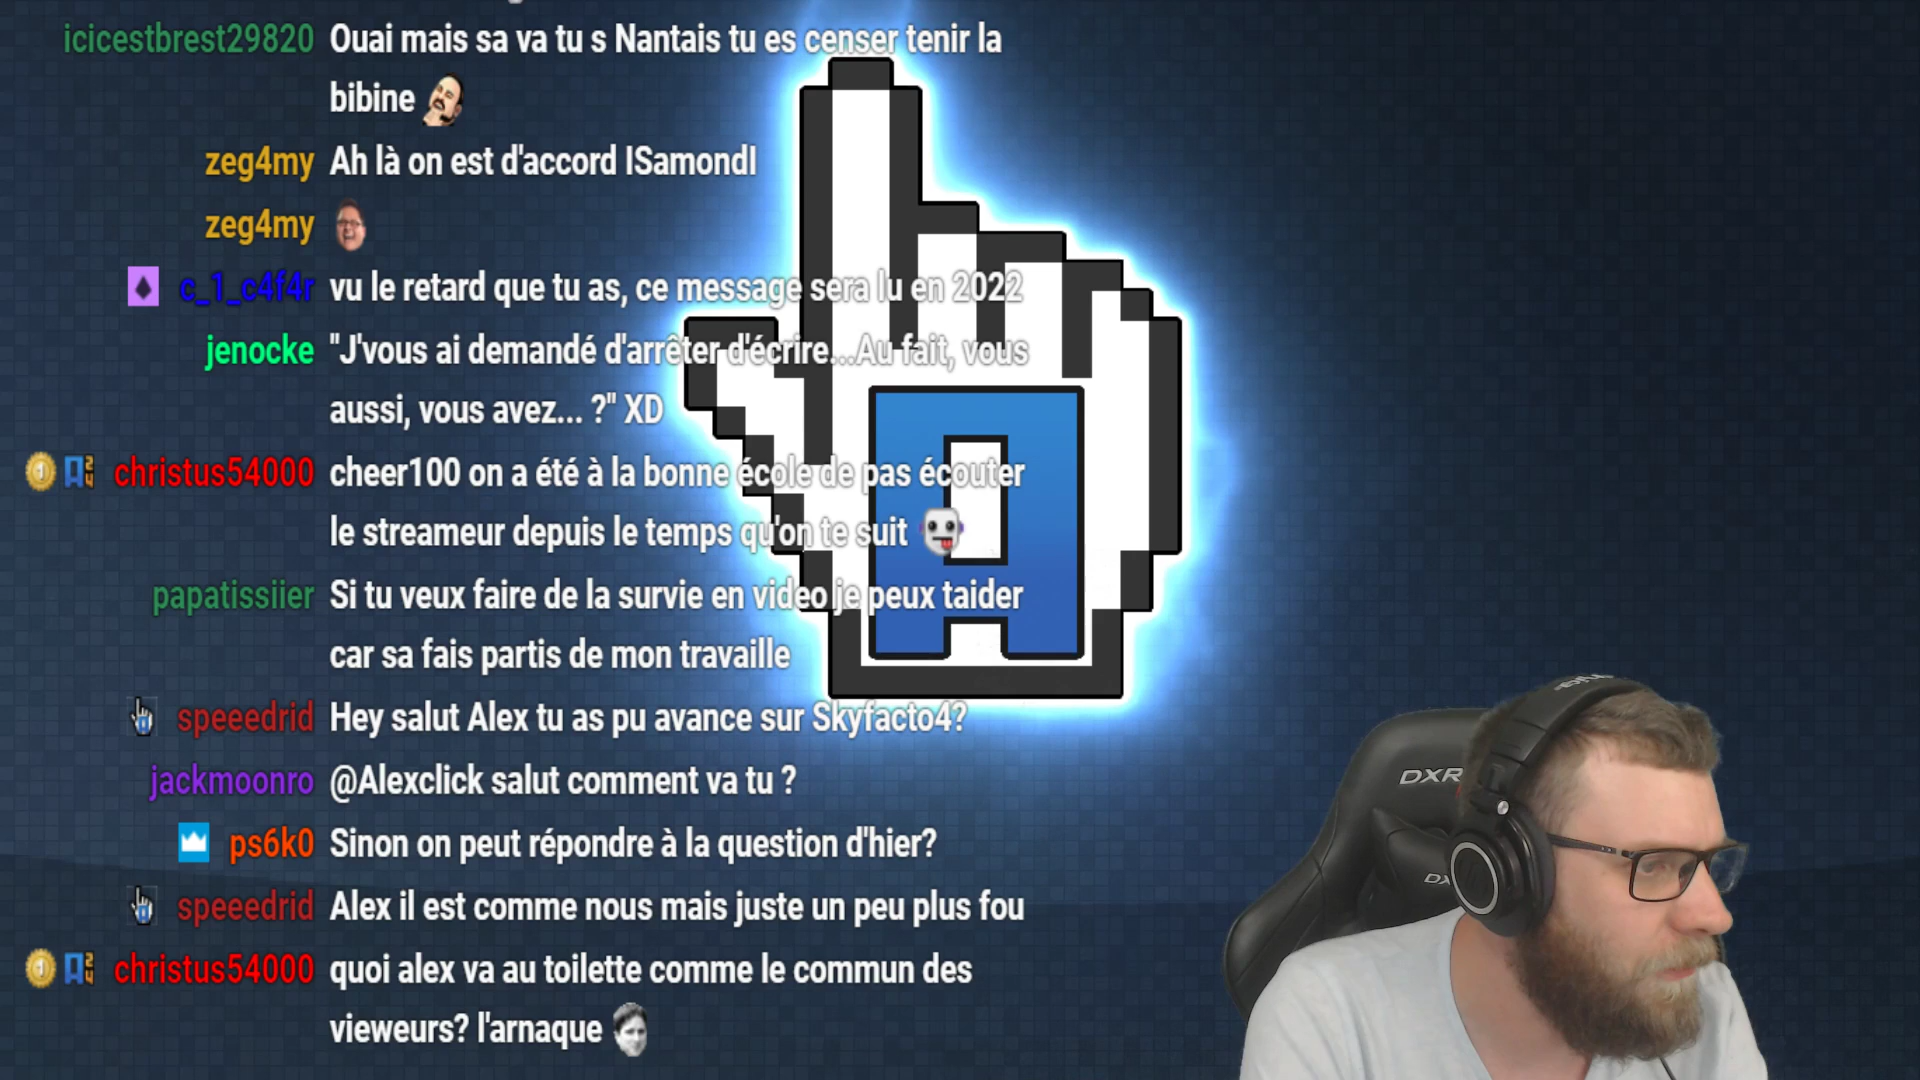 icicestbrest29820 Ouai mais sa va tu s Nantais tu es censer tenir la
bibine
zeg4my Ah là on est d'accord ISamondI
zeg4my
c_1_c4f4r vu le retard que tu as, ce message sera lu en 2022
jenocke "J'vous ai demandé d'arrêter d'écrire...Au fait, vous
aussi, vous avez... ?" XD
christus54000 cheer100 on a été à la bonne école de pas écouter
le streameur depuis le temps qu'on te suit
papatissiier Si tu veux faire de la survie en video je peux taider
car sa fais partis de mon travaille
speeedrid Hey salut Alex tu as pu avance sur Skyfacto4?
jackmoonro @Alexclick salut comment va tu ?
ps6k0 Sinon on peut répondre à la question d'hier?
speeedrid Alex il est comme nous mais juste un peu plus fou
christus54000 quoi alex va au toilette comme le commun des
vieweurs? l'arnaque
DXR
DX